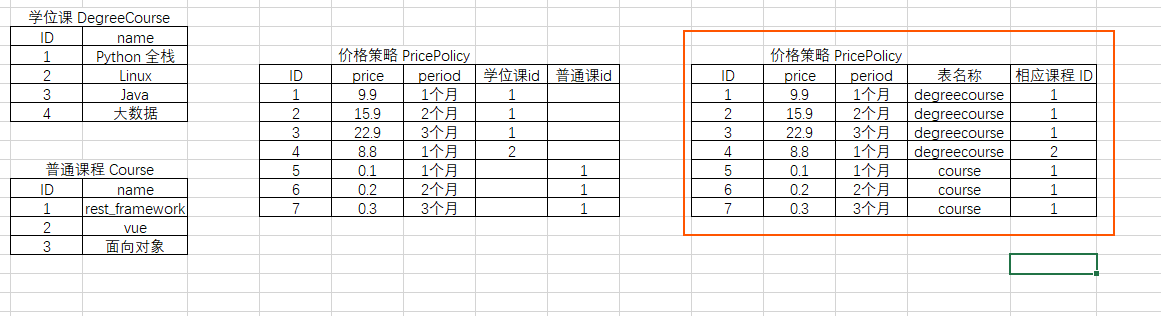 学位课 DegreeCourse
ID name
1 Python 全栈
2 Linux
3 Java
4 大数据
普通课程 Course
ID name
1 rest_framework
2 vue
3 面向对象
价格策略 PricePolicy
ID price period 学位课id 普通课id
1 9.9 1个月 1
2 15.9 2个月 1
3 22.9 3个月 1
4 8.8 1个月 2
5 0.1 1个月 1
6 0.2 2个月 1
7 0.3 3个月 1
价格策略 PricePolicy
ID price period 表名称 相应课程 ID
1 9.9 1个月 degreecourse 1
2 15.9 2个月 degreecourse 1
3 22.9 3个月 degreecourse 1
4 8.8 1个月 degreecourse 2
5 0.1 1个月 course 1
6 0.2 2个月 course 1
7 0.3 3个月 course 1